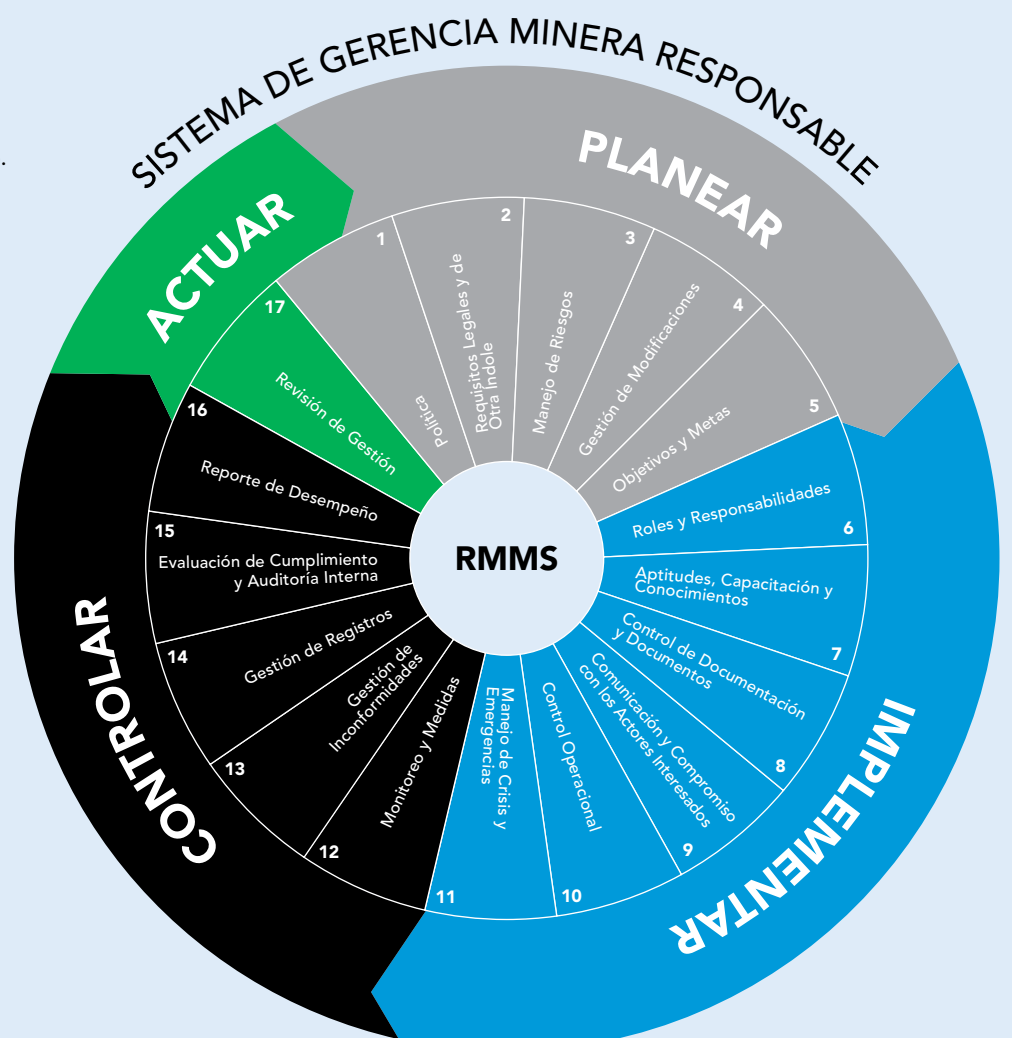 SISTEMA DE GERENCIA MINERA RESPONSABLE
PLANEAR
1
Política
2
Requisitos Legales y de
Otra Índole
3
Manejo de Riesgos
4
Gestión de Modificaciones
5
Objetivos y Metas
IMPLEMENTAR
6
Roles y Responsabilidades
7
Aptitudes, Capacitación y
Conocimientos
8
Control de Documentación
y Documentos
9
Comunicación y Compromiso
con los Actores Interesados
10
Control Operacional
11
Manejo de Crisis y
Emergencias
CONTROLAR
12
Monitoreo y Medidas
13
Gestión de
Inconformidades
14
Gestión de Registros
15
Evaluación de Cumplimiento
y Auditoría Interna
16
Reporte de Desempeño
ACTUAR
17
Revisión de Gestión
RMMS